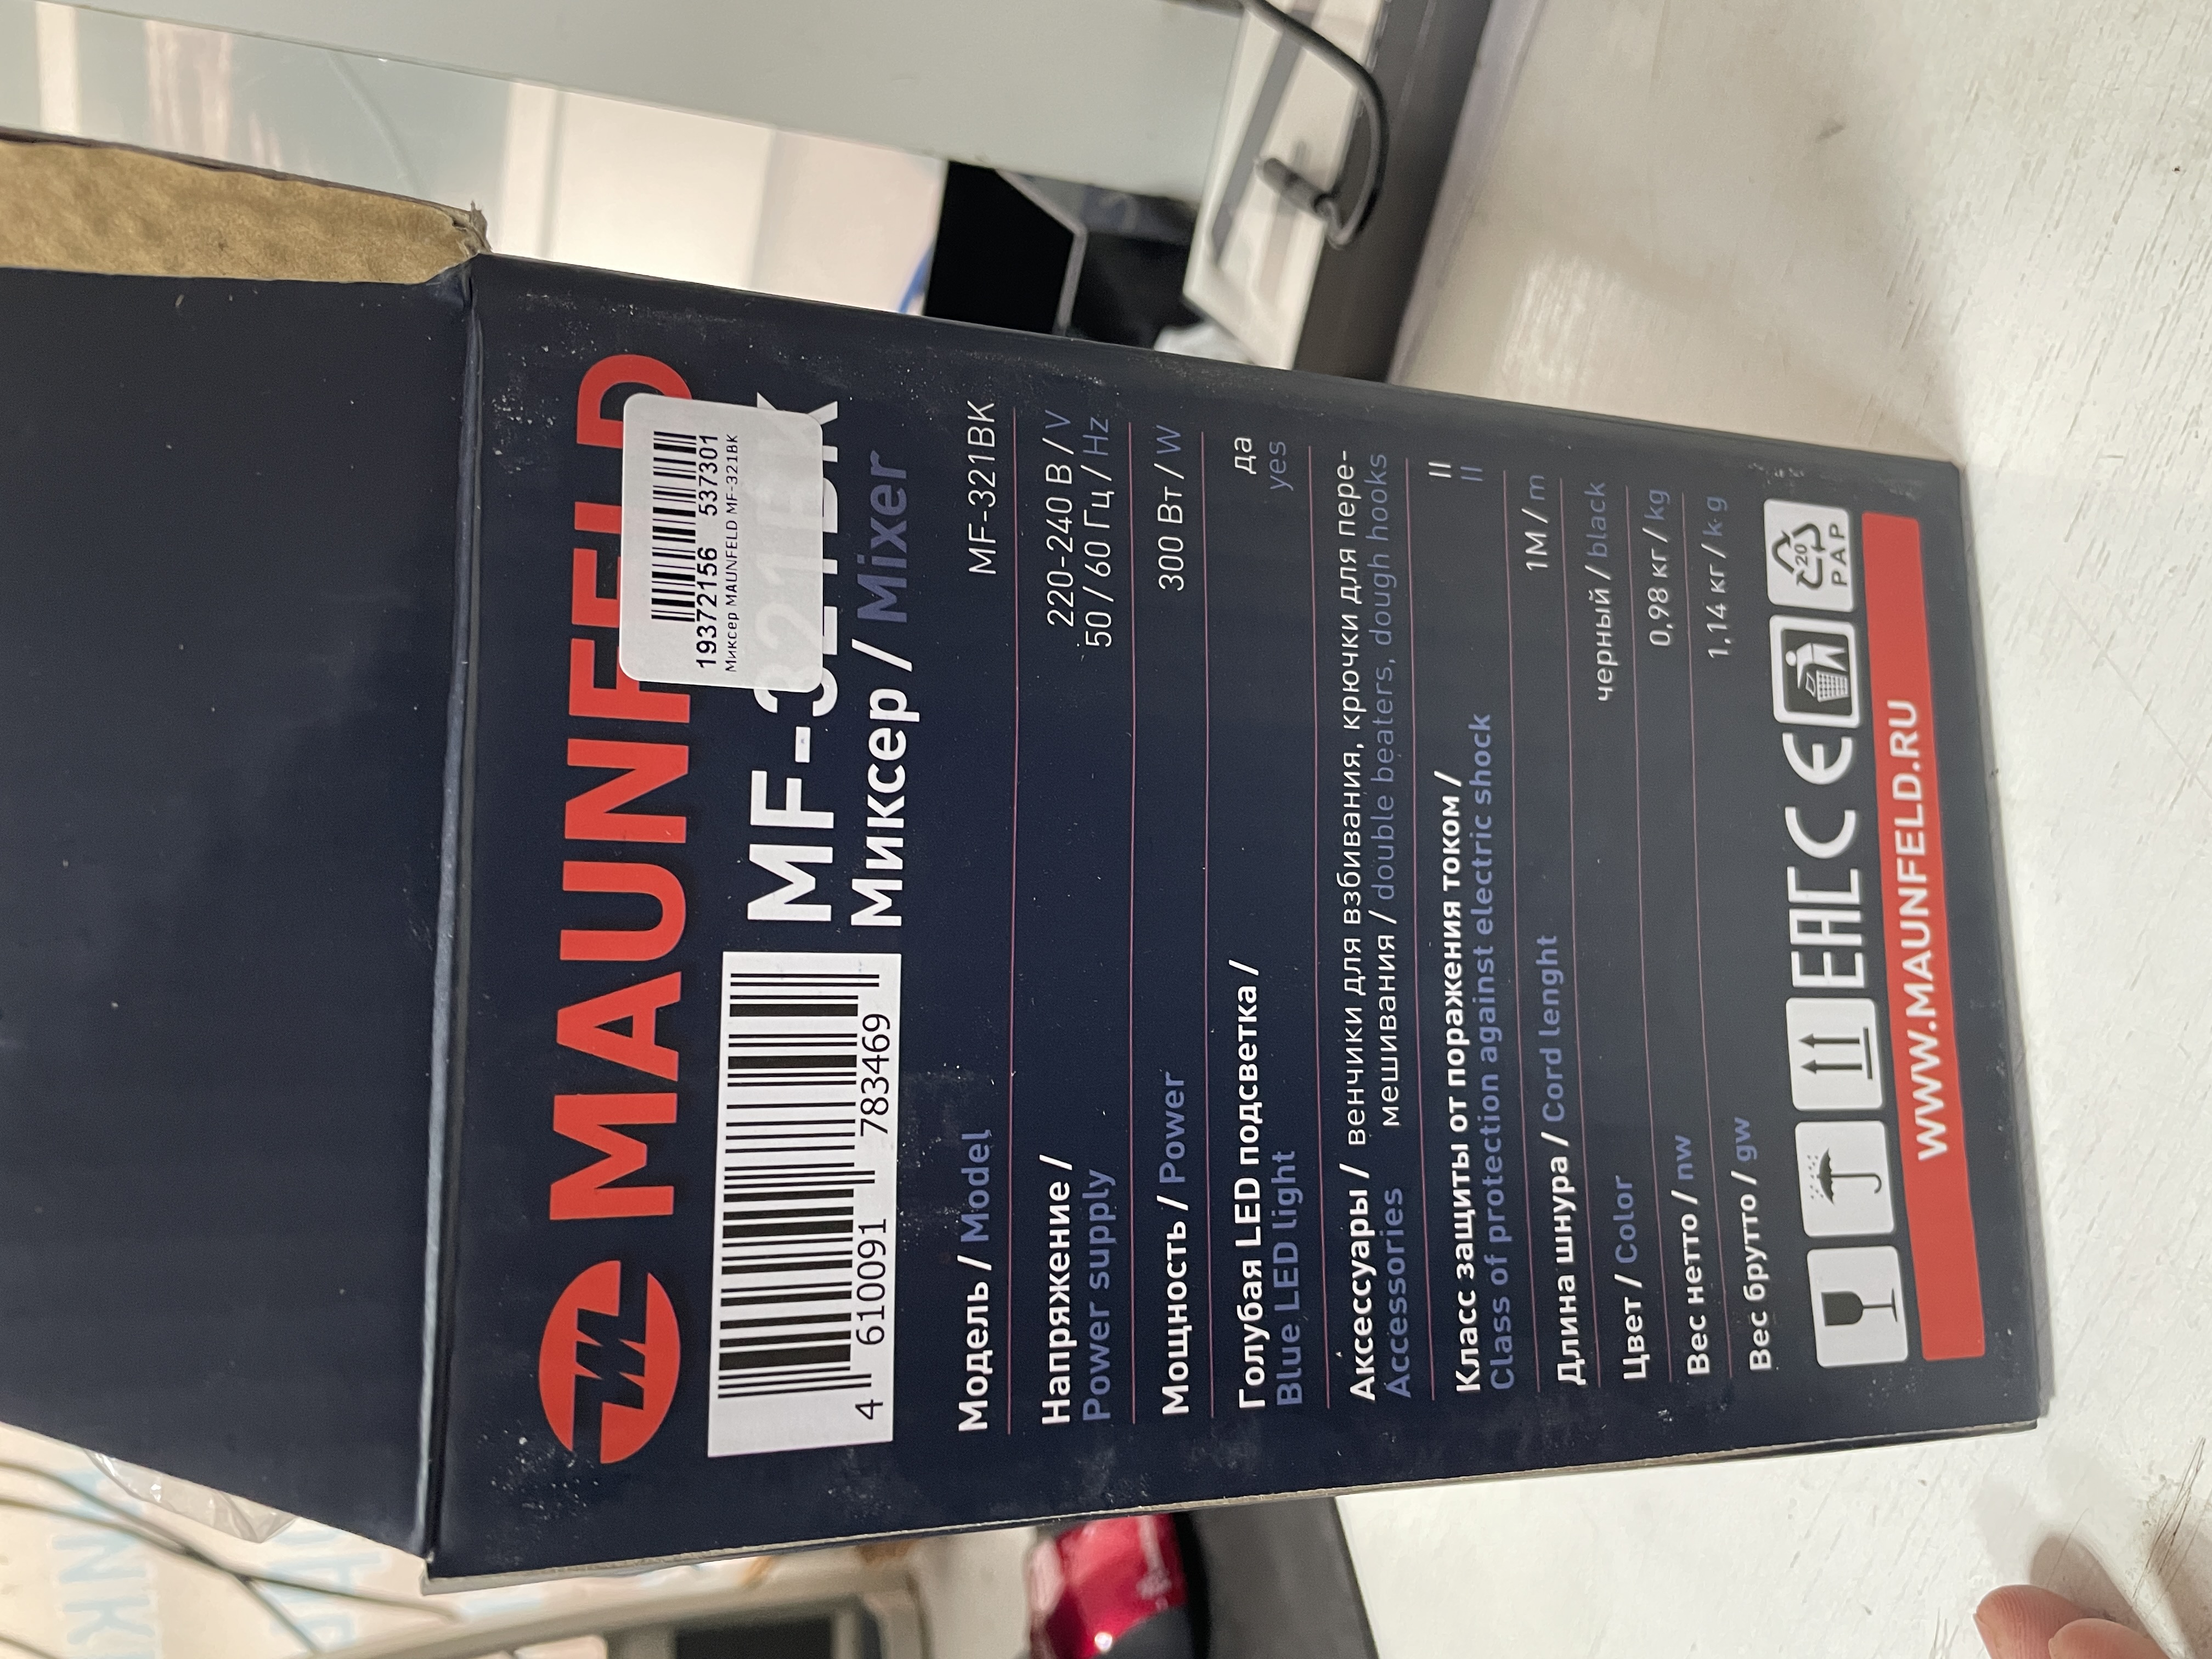 MAUNFELD
19372156 537301
Миксер MAUNFELD MF-321BK
MF-321BK
Миксер / Mixer
4 610091 783469
Модель / Model MF-321BK
Напряжение / 220-240 В / V
Power supply 50 / 60 Гц / Hz
Мощность / Power 300 Вт / W
Голубая LED подсветка / да
Blue LED light yes
Аксессуары / венчики для взбивания, крючки для пере-
Accessories мешивания / double beaters, dough hooks
Класс защиты от поражения током / II
Class of protection against electric shock II
Длина шнура / Cord lenght 1М / m
Цвет / Color черный / black
Вес нетто / nw 0,98 кг / kg
Вес брутто / gw 1,14 кг / k·g
EAC CE 20 PAP
WWW.MAUNFELD.RU